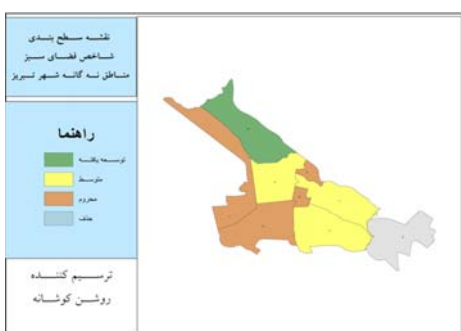 نقشه سطح بندی
شاخص فضای سبز
مناطق نه گانه شهر تبریز
راهنما
توسعه یافته
متوسط
محروم
حذف
ترسیم کننده
روشن کوشانه